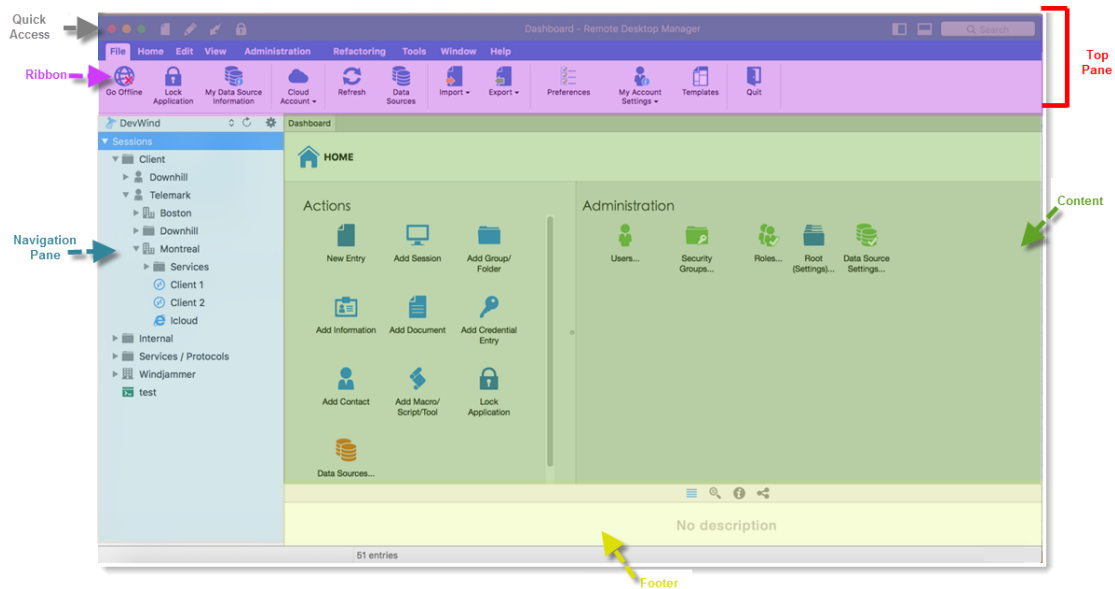 Quick
Access
Dashboard - Remote Desktop Manager
Search
File Home Edit View Administration Refactoring Tools Window Help
Top
Pane
Ribbon
Go Offline
Lock
Application
My Data Source
Information
Cloud
Account
Refresh
Data
Sources
Import
Export
Preferences
My Account
Settings
Templates
Quit
DevWind
Dashboard
Sessions
Client
Downhill
Telemark
Boston
Downhill
Montreal
Services
Client 1
Client 2
Icloud
Internal
Services / Protocols
Windjammer
test
Navigation
Pane
HOME
Actions
New Entry
Add Session
Add Group/
Folder
Add Information
Add Document
Add Credential
Entry
Add Contact
Add Macro/
Script/Tool
Lock
Application
Data Sources...
Administration
Users...
Security
Groups...
Roles...
Root
(Settings)...
Data Source
Settings...
Content
No description
51 entries
Footer